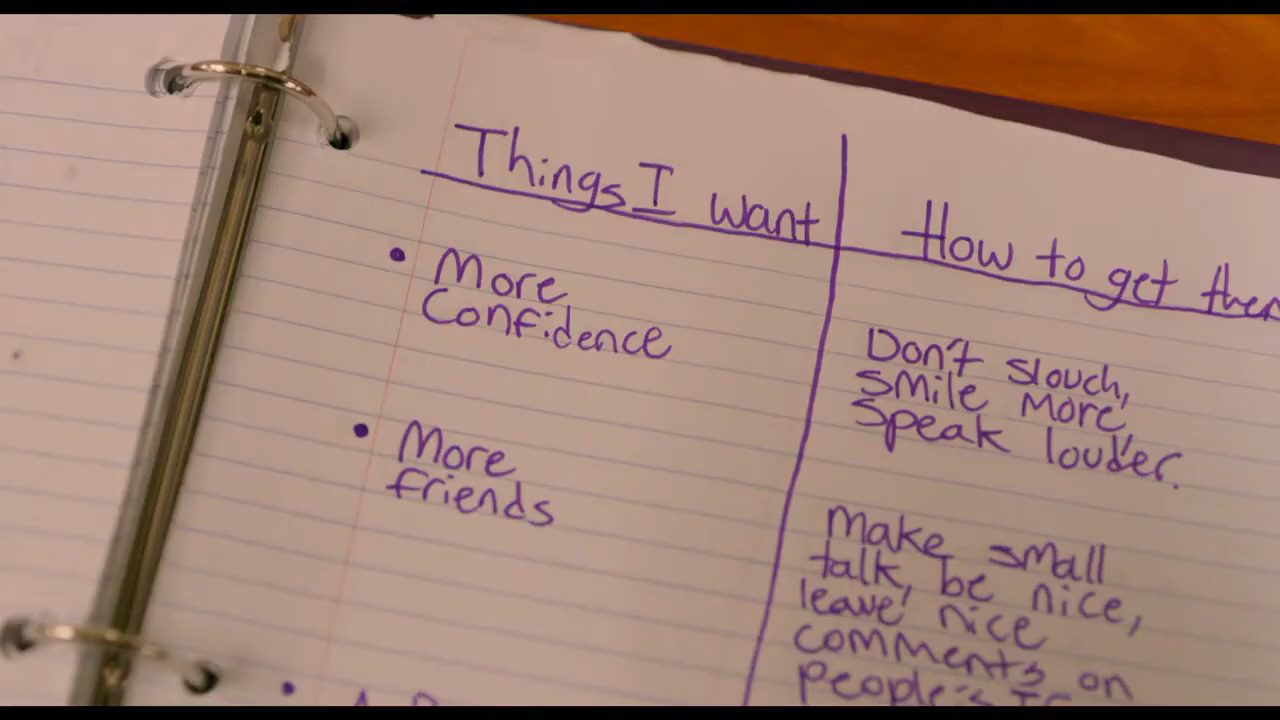 Things I want
How to get them
• More
Confidence
Don't slouch,
smile more,
speak louder.
• More
friends
Make small
talk, be nice,
leave nice
comments on
people's